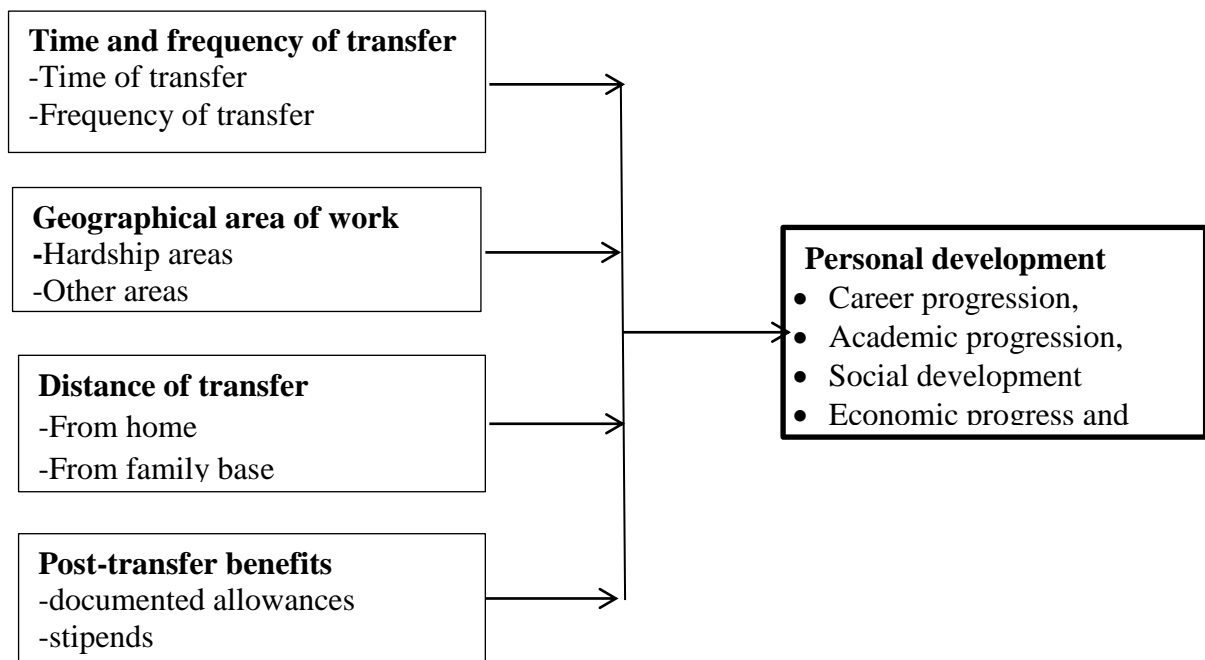 Time and frequency of transfer
-Time of transfer
-Frequency of transfer
Geographical area of work
-Hardship areas
-Other areas
Distance of transfer
-From home
-From family base
Post-transfer benefits
-documented allowances
-stipends
Personal development
• Career progression,
• Academic progression,
• Social development
• Economic progress and